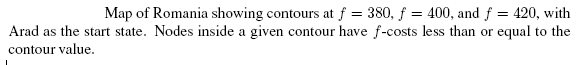 Map of Romania showing contours at f = 380, f = 400, and f = 420, with
Arad as the start state. Nodes inside a given contour have f-costs less than or equal to the
contour value.